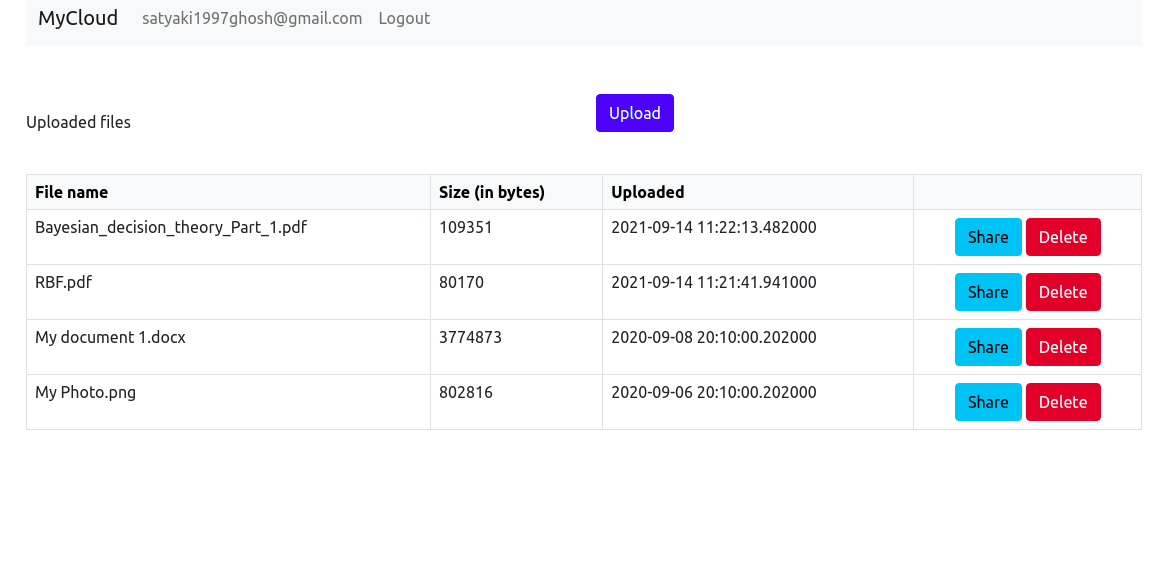 MyCloud satyaki1997ghosh@gmail.com Logout
Uploaded files Upload
File name Size (in bytes) Uploaded
Bayesian_decision_theory_Part_1.pdf 109351 2021-09-14 11:22:13.482000 Share Delete
RBF.pdf 80170 2021-09-14 11:21:41.941000 Share Delete
My document 1.docx 3774873 2020-09-08 20:10:00.202000 Share Delete
My Photo.png 802816 2020-09-06 20:10:00.202000 Share Delete